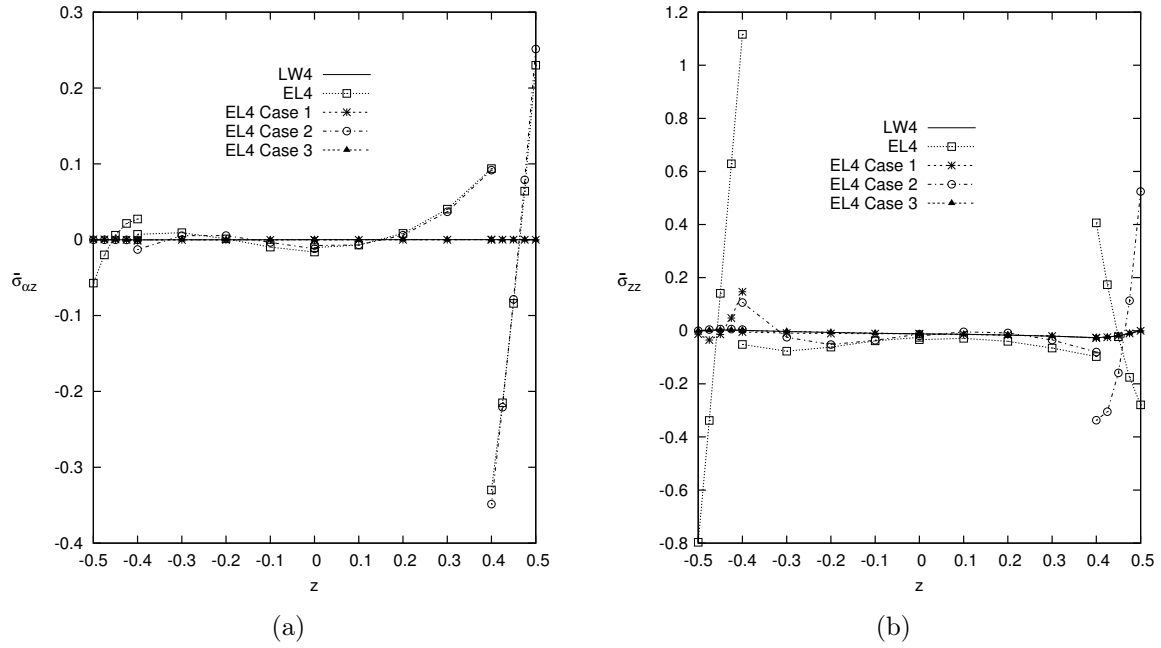 0.3
0.2
0.1
0
-0.1
-0.2
-0.3
-0.4
-0.5 -0.4 -0.3 -0.2 -0.1 0.0 0.1 0.2 0.3 0.4 0.5
σ̄αz
z
LW4
EL4
EL4 Case 1
EL4 Case 2
EL4 Case 3
(a)
1.2
1
0.8
0.6
0.4
0.2
0
-0.2
-0.4
-0.6
-0.8
-0.5 -0.4 -0.3 -0.2 -0.1 0.0 0.1 0.2 0.3 0.4 0.5
σ̄zz
z
LW4
EL4
EL4 Case 1
EL4 Case 2
EL4 Case 3
(b)